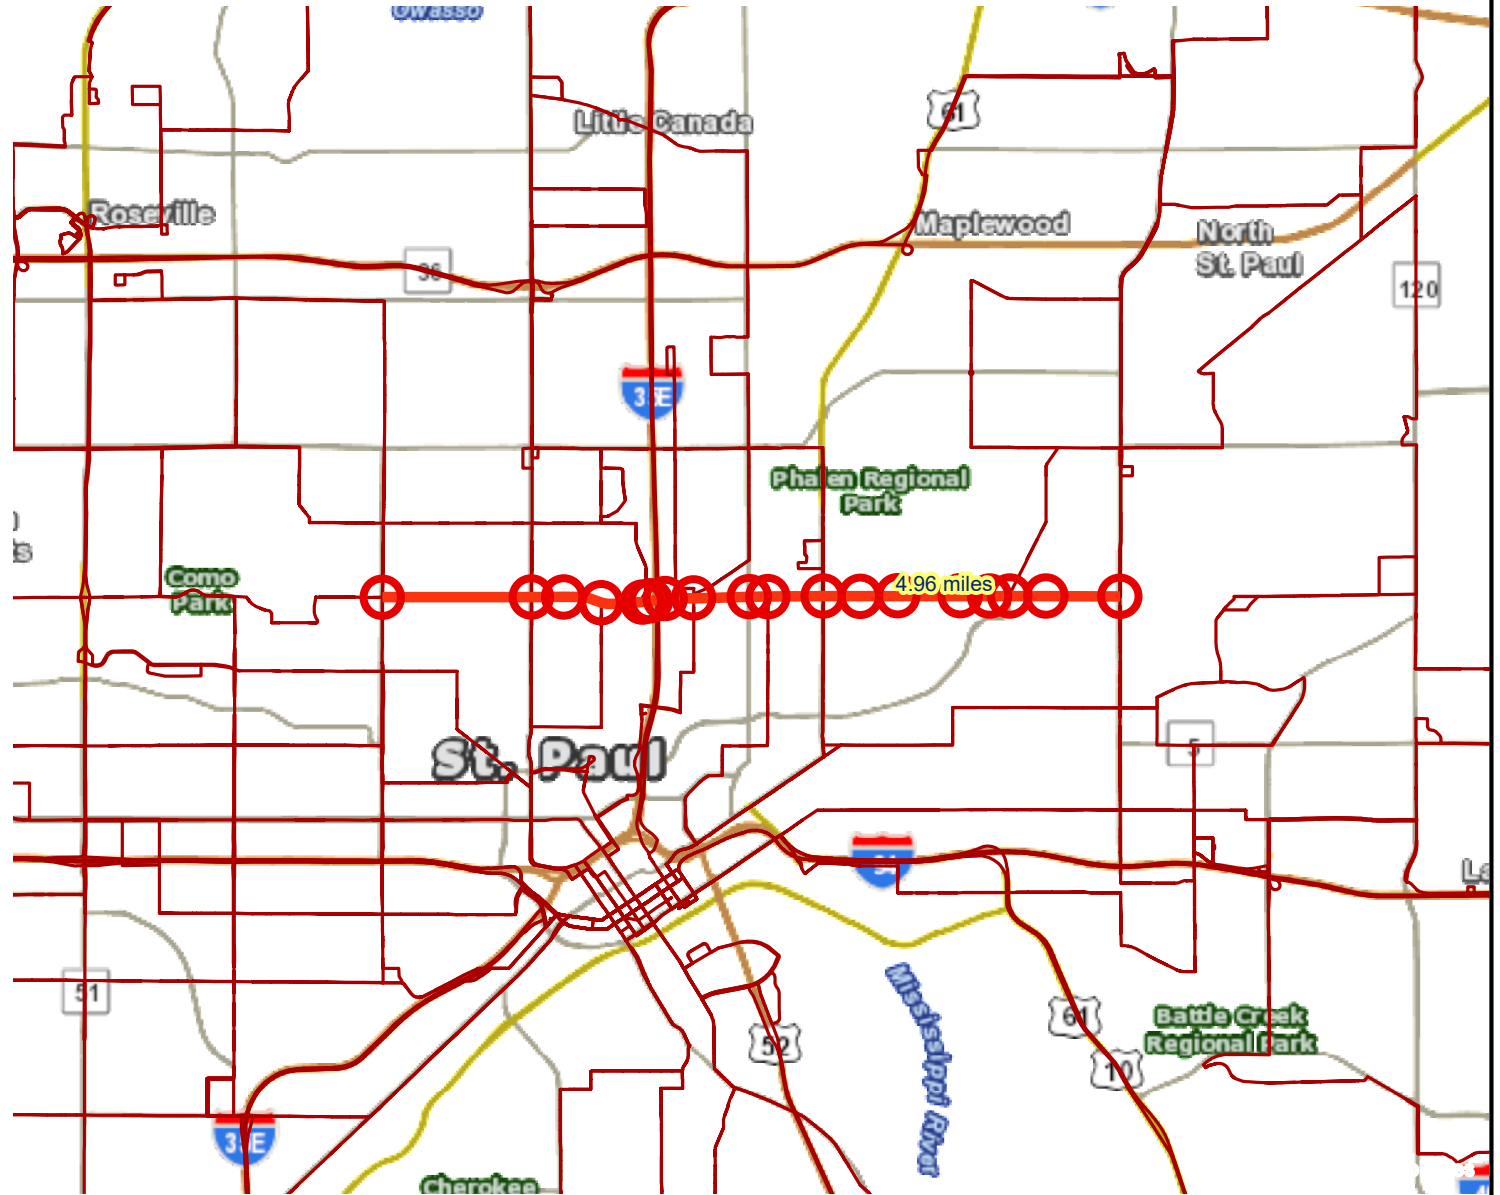 Owasso
61
Little Canada
Roseville
Maplewood
North
St. Paul
36
120
35E
Phalen Regional
Park
Como
Park
4.96 miles
St. Paul
5
94
51
Mississippi River
61
Battle Creek
Regional Park
52
10
35E
Cherokee